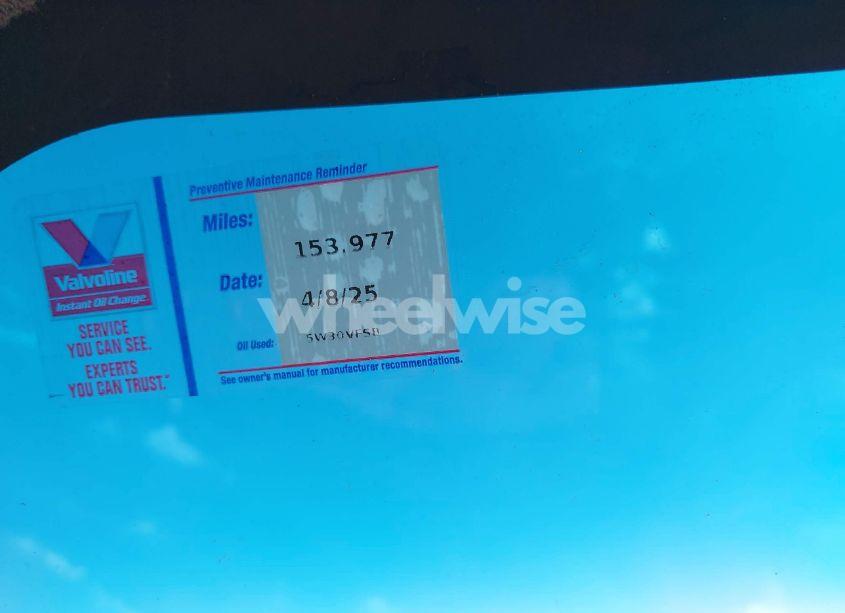 Preventive Maintenance Reminder
Miles:
153,977
Date:
4/8/25
Oil Used:
5W30VFSB
See owner's manual for manufacturer recommendations.
Valvoline
Instant Oil Change
SERVICE
YOU CAN SEE.
EXPERTS
YOU CAN TRUST.™
wheelwise